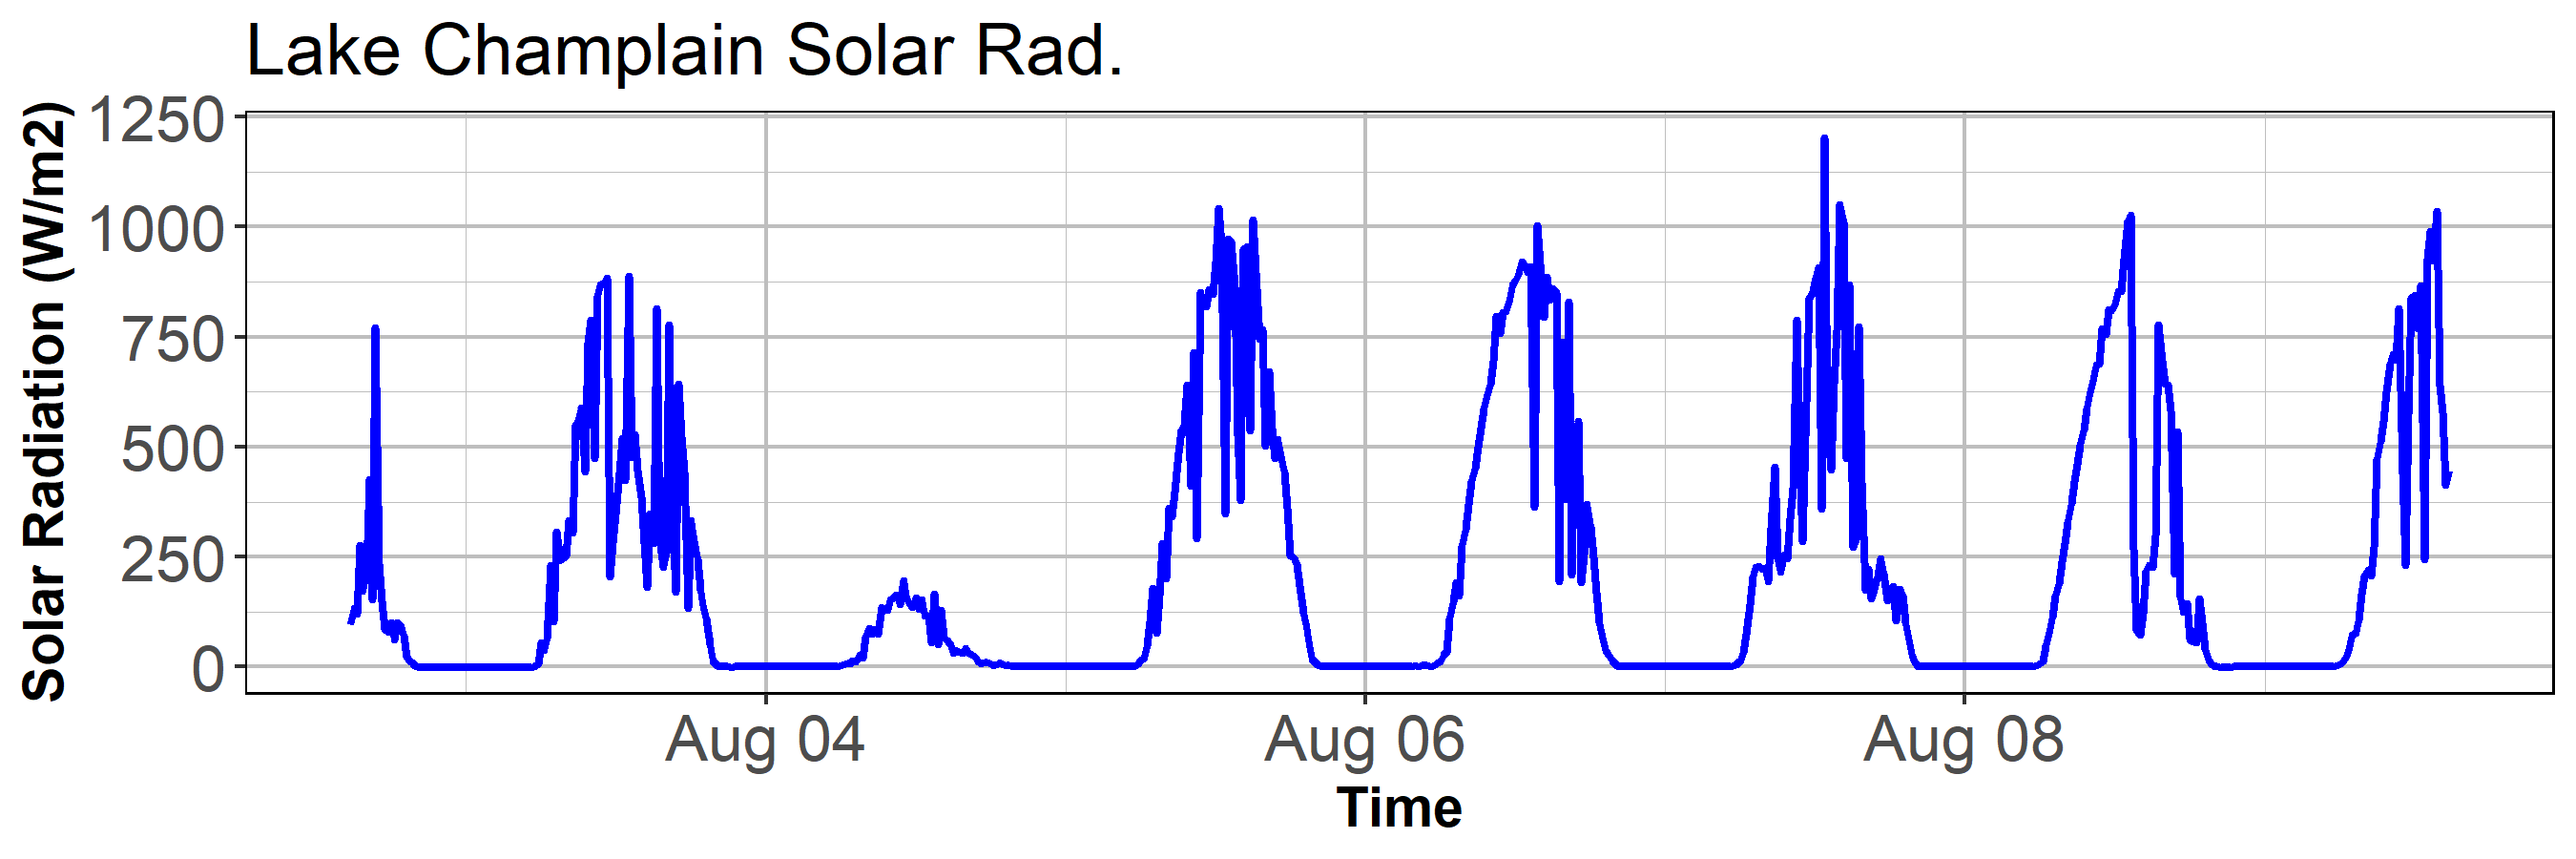 Lake Champlain Solar Rad.
Solar Radiation (W/m2)
1250
1000
750
500
250
0
Aug 04
Aug 06
Aug 08
Time